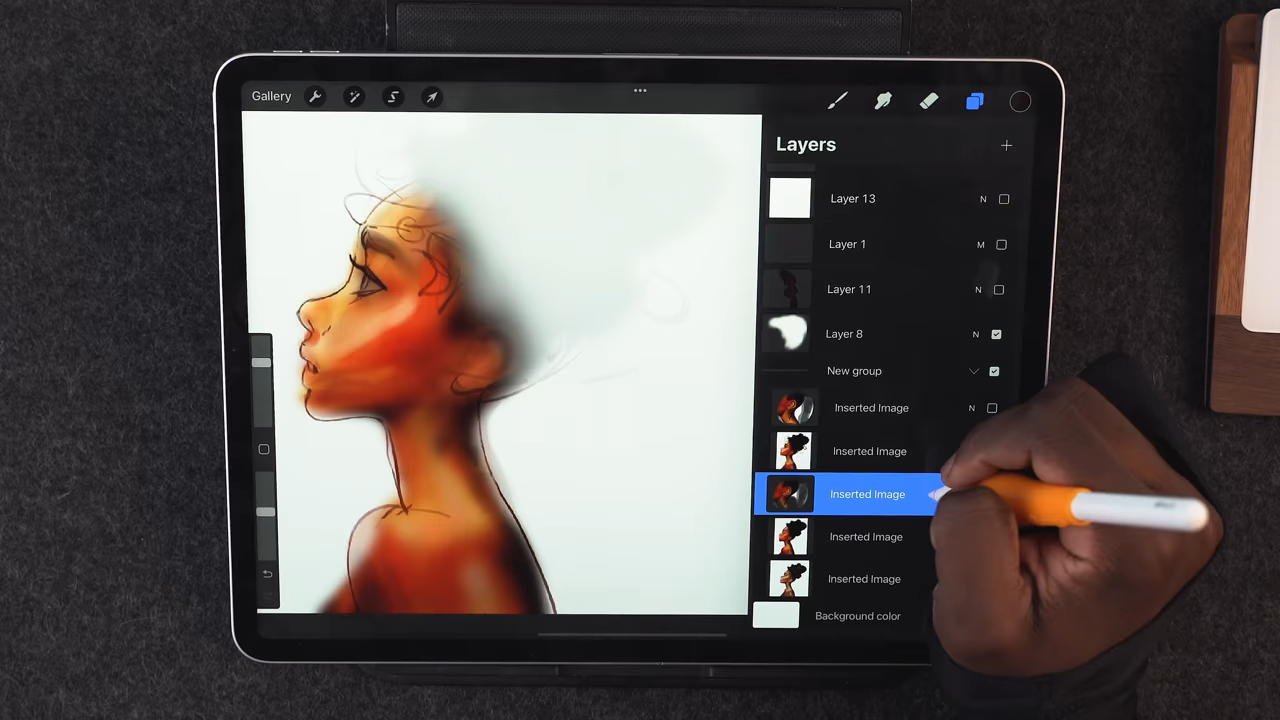 Gallery
Layers
Layer 13 N
Layer 1 M
Layer 11 N
Layer 8 N
New group
Inserted Image N
Inserted Image
Inserted Image
Inserted Image
Inserted Image
Background color